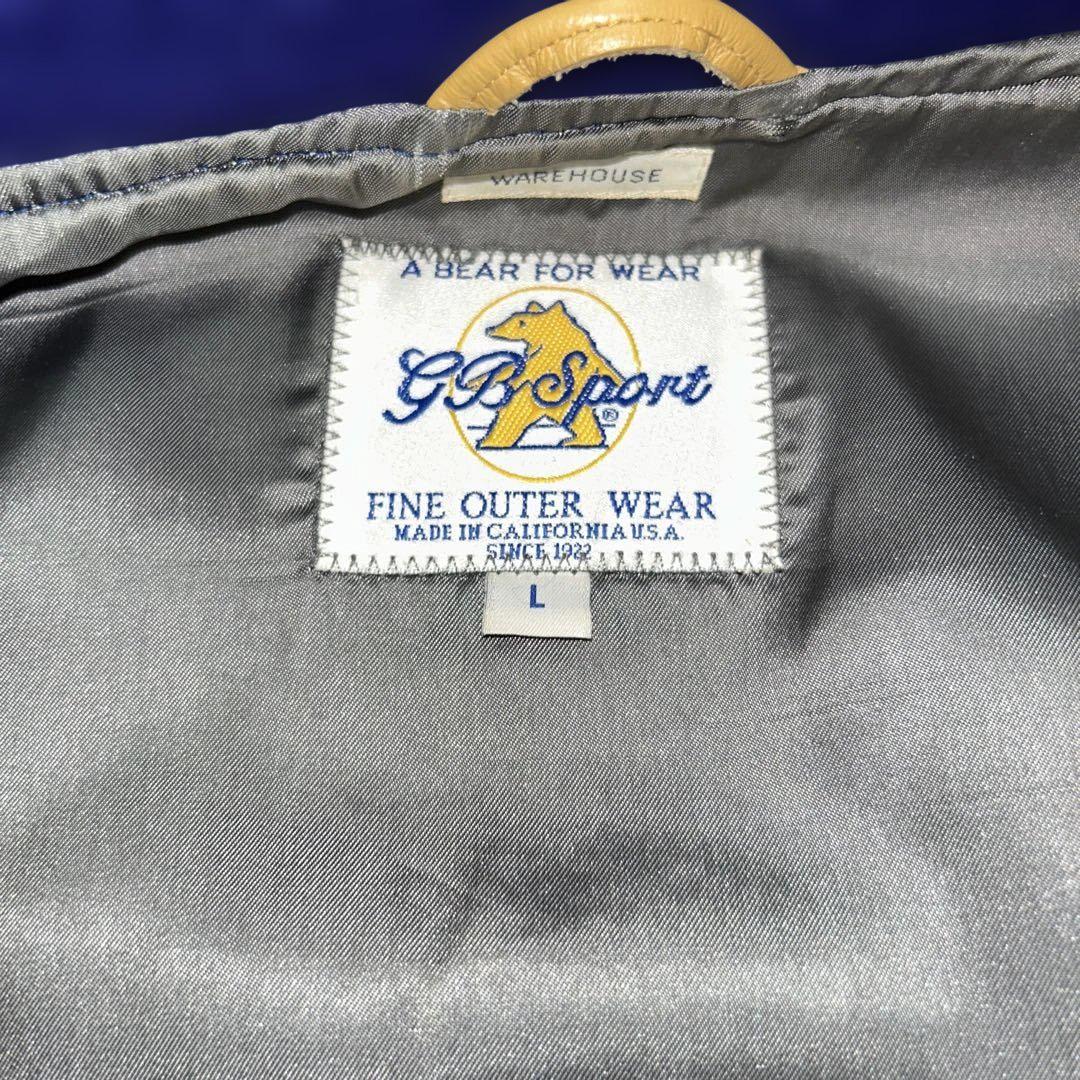 WAREHOUSE
A BEAR FOR WEAR
GB Sport®
FINE OUTER WEAR
MADE IN CALIFORNIA U.S.A.
SINCE 1922
L